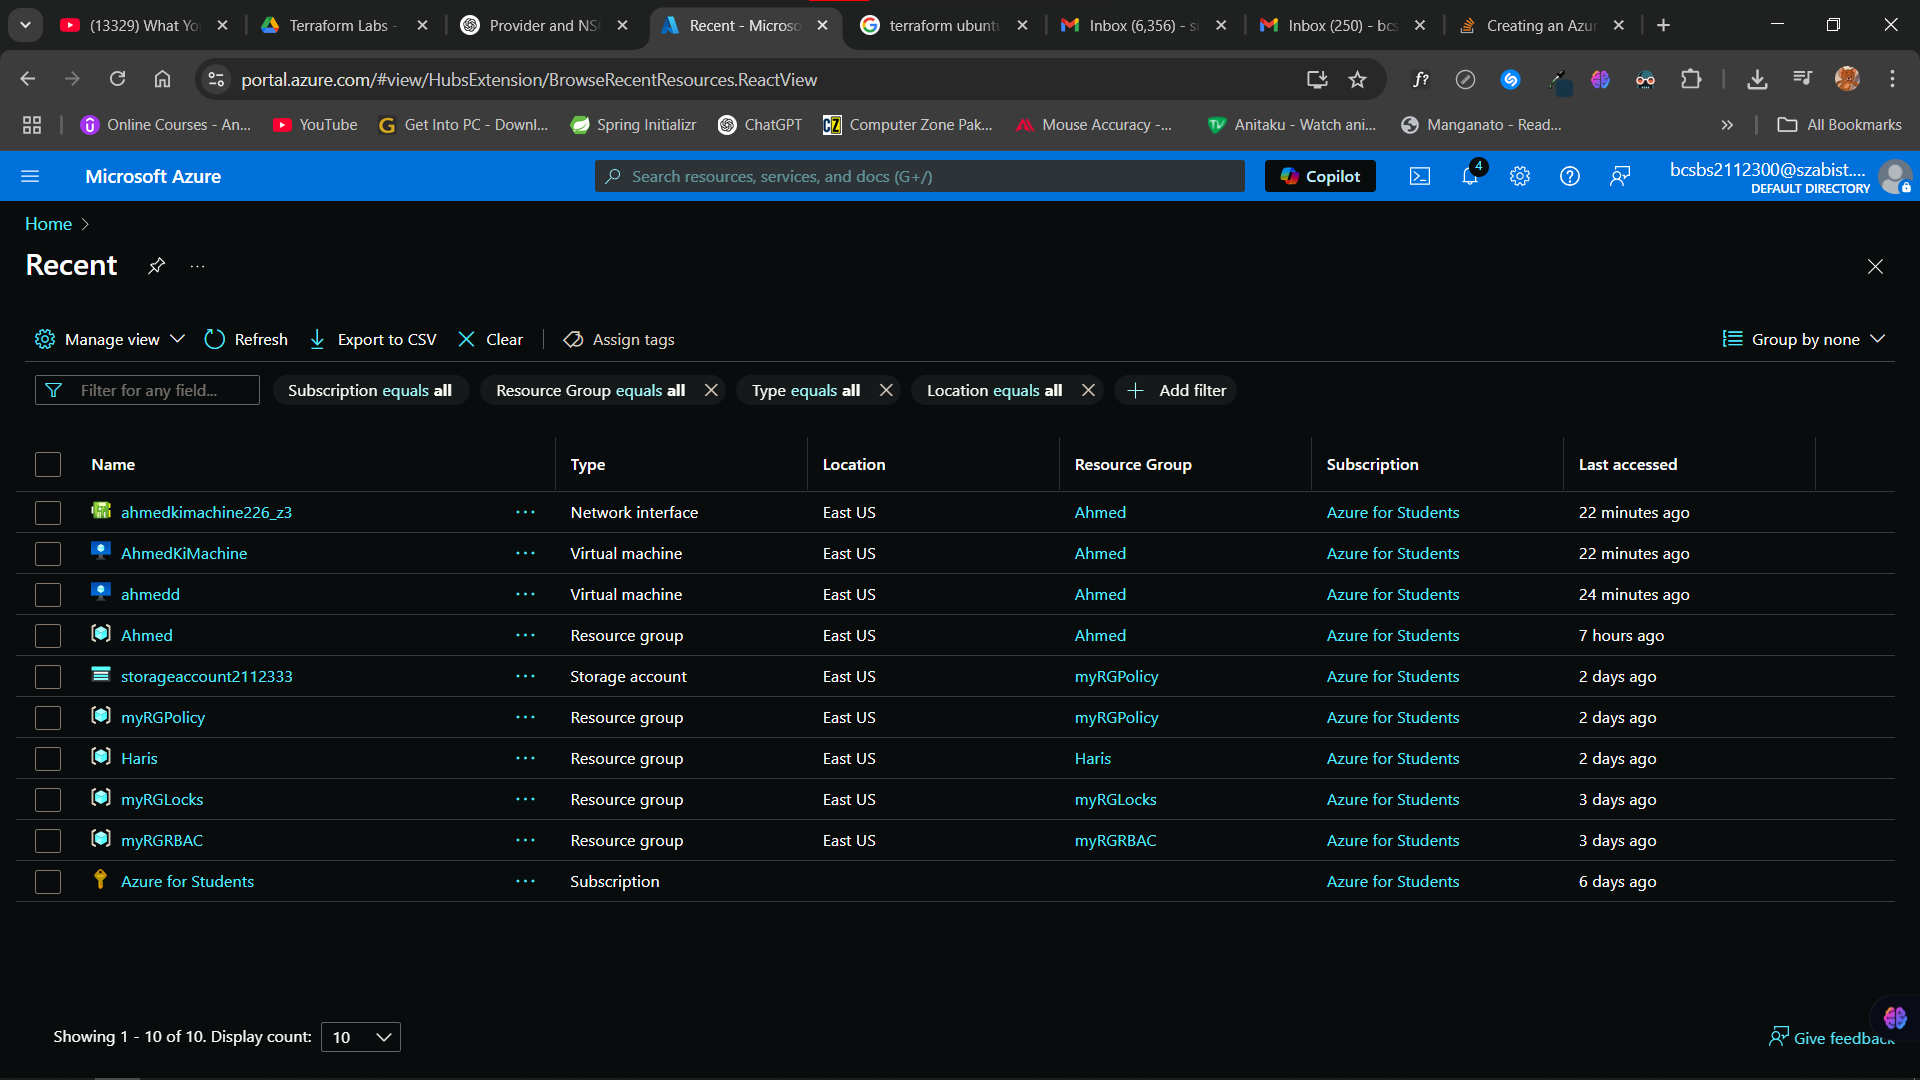 (13329) What Yo
Terraform Labs -
Provider and NS
Recent - Microso
terraform ubunt
Inbox (6,356) - s
Inbox (250) - bcs
Creating an Azu
portal.azure.com/#view/HubsExtension/BrowseRecentResources.ReactView
f?
Online Courses - An...
YouTube
Get Into PC - Downl...
Spring Initializr
ChatGPT
Computer Zone Pak...
Mouse Accuracy -...
Anitaku - Watch ani...
Manganato - Read...
All Bookmarks
Microsoft Azure
Search resources, services, and docs (G+/)
Copilot
4
bcsbs2112300@szabist....
DEFAULT DIRECTORY
Home
Recent
Manage view
Refresh
Export to CSV
Clear
Assign tags
Group by none
Filter for any field...
Subscription equals all
Resource Group equals all
Type equals all
Location equals all
Add filter
Name Type Location Resource Group Subscription Last accessed
ahmedkimachine226_z3 Network interface East US Ahmed Azure for Students 22 minutes ago
AhmedKiMachine Virtual machine East US Ahmed Azure for Students 22 minutes ago
ahmedd Virtual machine East US Ahmed Azure for Students 24 minutes ago
Ahmed Resource group East US Ahmed Azure for Students 7 hours ago
storageaccount2112333 Storage account East US myRGPolicy Azure for Students 2 days ago
myRGPolicy Resource group East US myRGPolicy Azure for Students 2 days ago
Haris Resource group East US Haris Azure for Students 2 days ago
myRGLocks Resource group East US myRGLocks Azure for Students 3 days ago
myRGRBAC Resource group East US myRGRBAC Azure for Students 3 days ago
Azure for Students Subscription Azure for Students 6 days ago
Showing 1 - 10 of 10. Display count: 10
Give feedback